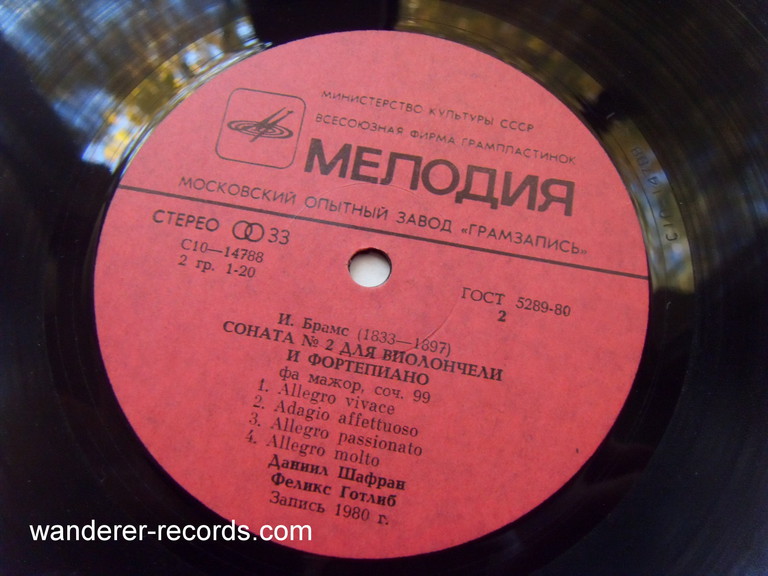 МИНИСТЕРСТВО КУЛЬТУРЫ СССР
ВСЕСОЮЗНАЯ ФИРМА ГРАМПЛАСТИНОК
МЕЛОДИЯ
МОСКОВСКИЙ ОПЫТНЫЙ ЗАВОД «ГРАМЗАПИСЬ»
СТЕРЕО 33
С10—14788
2 гр. 1-20
ГОСТ 5289-80
2
И. Брамс (1833—1897)
СОНАТА № 2 ДЛЯ ВИОЛОНЧЕЛИ
И ФОРТЕПИАНО
фа мажор, соч. 99
1. Allegro vivace
2. Adagio affettuoso
3. Allegro passionato
4. Allegro molto
Даниил Шафран
Феликс Готлиб
Запись 1980 г.
wanderer-records.com